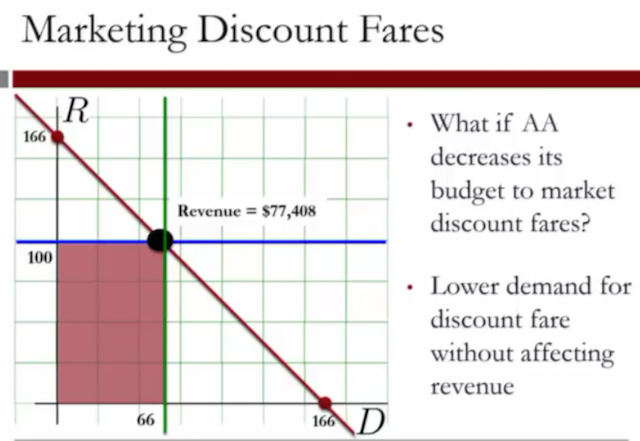 Marketing Discount Fares
R
166
Revenue = $77,408
100
66
166
D
• What if AA
decreases its
budget to market
discount fares?
• Lower demand for
discount fare
without affecting
revenue